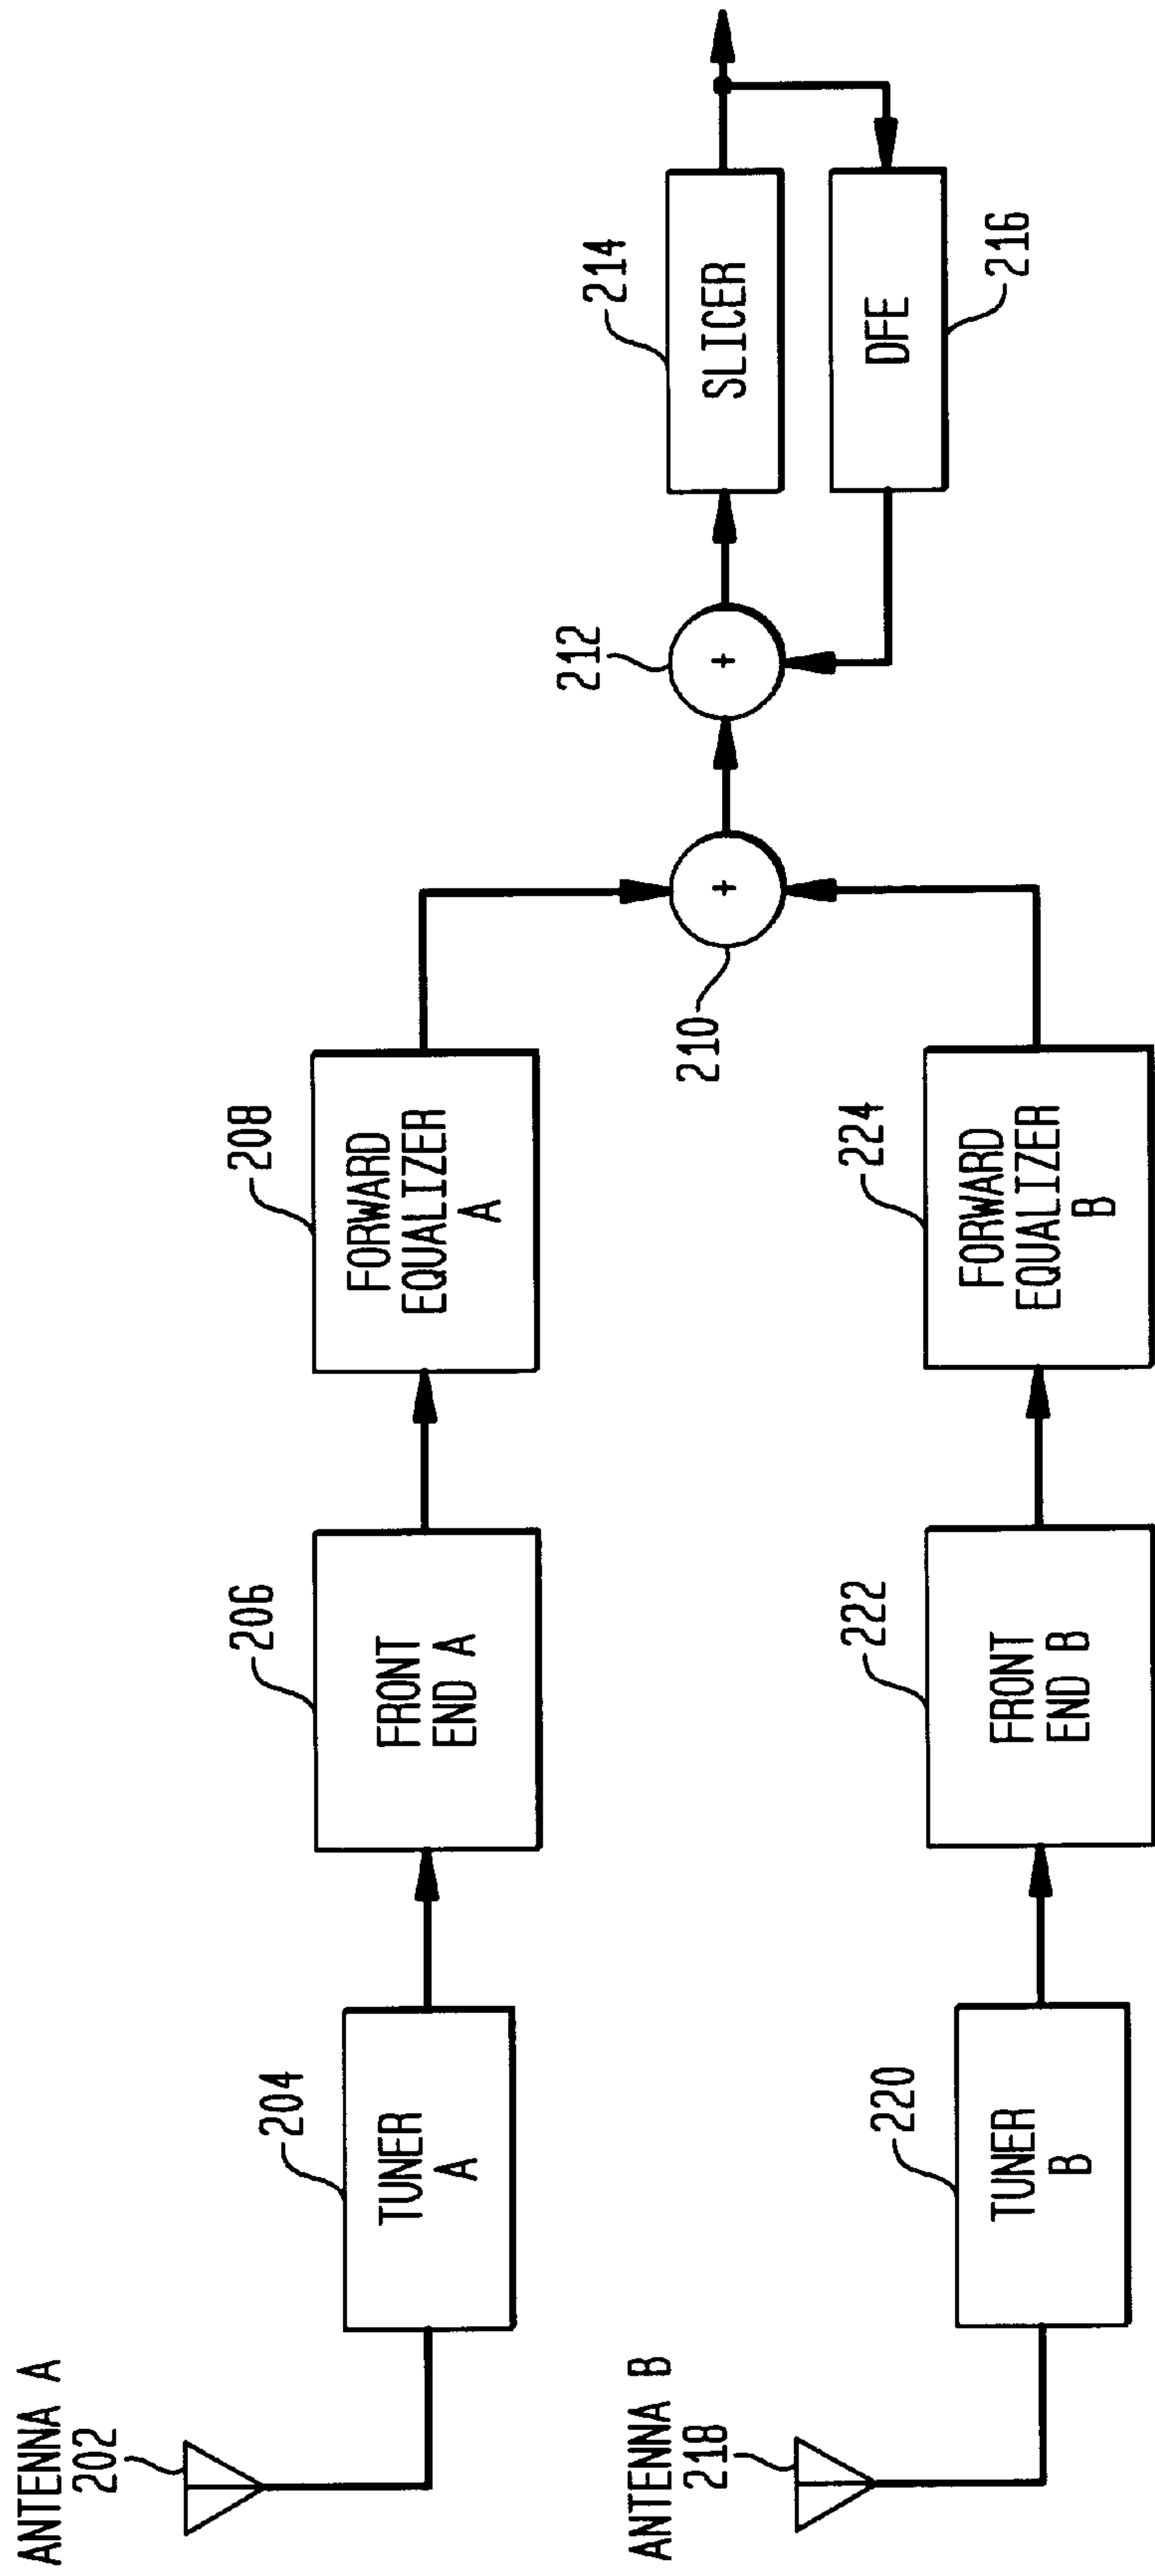 ANTENNA A
202
204
TUNER
A
206
FRONT
END A
208
FORWARD
EQUALIZER
A
210
+
212
+
214
SLICER
DFE
216
ANTENNA B
218
220
TUNER
B
222
FRONT
END B
224
FORWARD
EQUALIZER
B